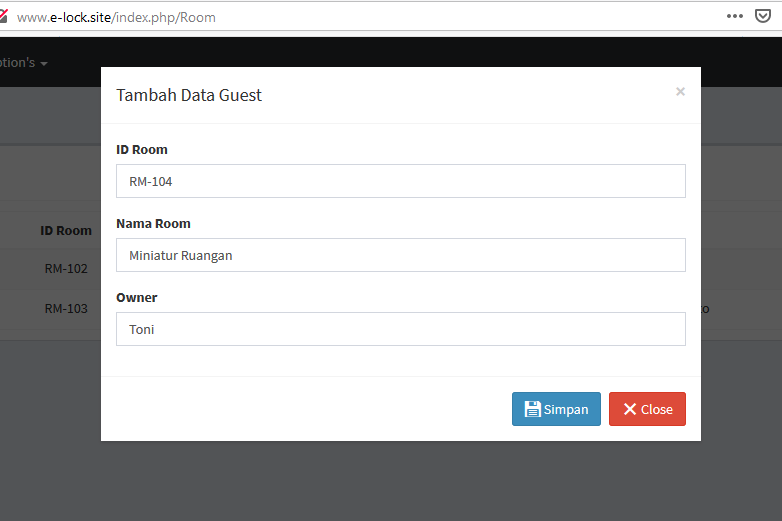 www.e-lock.site/index.php/Room
ption's
Tambah Data Guest
ID Room
RM-104
Nama Room
Miniatur Ruangan
ID Room
RM-102
Owner
RM-103
Toni
Simpan
Close